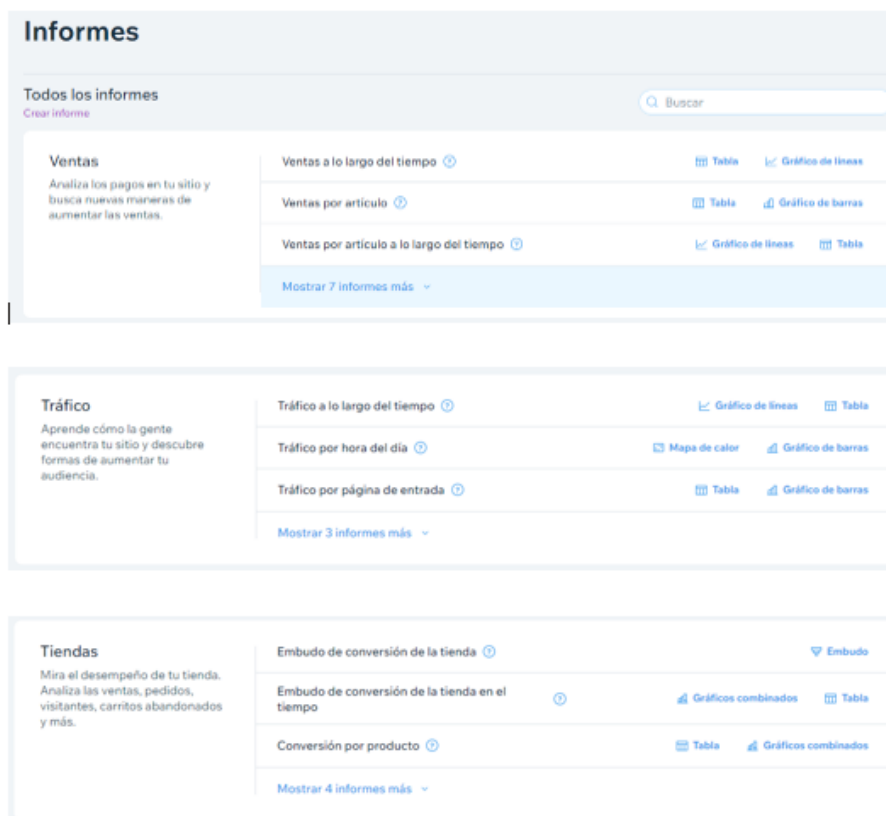 Informes
Todos los informes
Crear informe
Buscar
Ventas
Analiza los pagos en tu sitio y
busca nuevas maneras de
aumentar las ventas.
Ventas a lo largo del tiempo
Tabla
Gráfico de líneas
Ventas por artículo
Tabla
Gráfico de barras
Ventas por artículo a lo largo del tiempo
Gráfico de líneas
Tabla
Mostrar 7 informes más
Tráfico
Aprende cómo la gente
encuentra tu sitio y descubre
formas de aumentar tu
audiencia.
Tráfico a lo largo del tiempo
Gráfico de líneas
Tabla
Tráfico por hora del día
Mapa de calor
Gráfico de barras
Tráfico por página de entrada
Tabla
Gráfico de barras
Mostrar 3 informes más
Tiendas
Mira el desempeño de tu tienda.
Analiza las ventas, pedidos,
visitantes, carritos abandonados
y más.
Embudo de conversión de la tienda
Embudo
Embudo de conversión de la tienda en el
tiempo
Gráficos combinados
Tabla
Conversión por producto
Tabla
Gráficos combinados
Mostrar 4 informes más